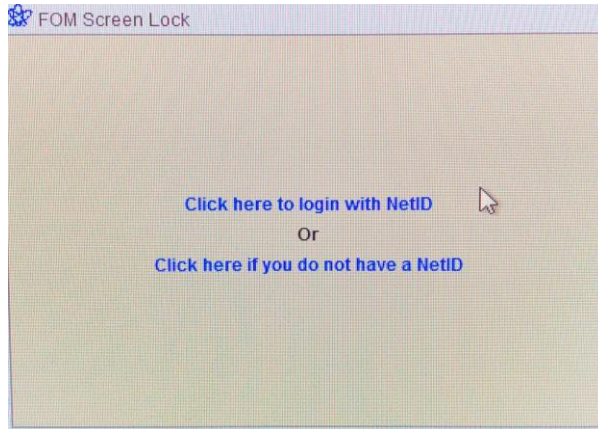 FOM Screen Lock
Click here to login with NetID
Or
Click here if you do not have a NetID